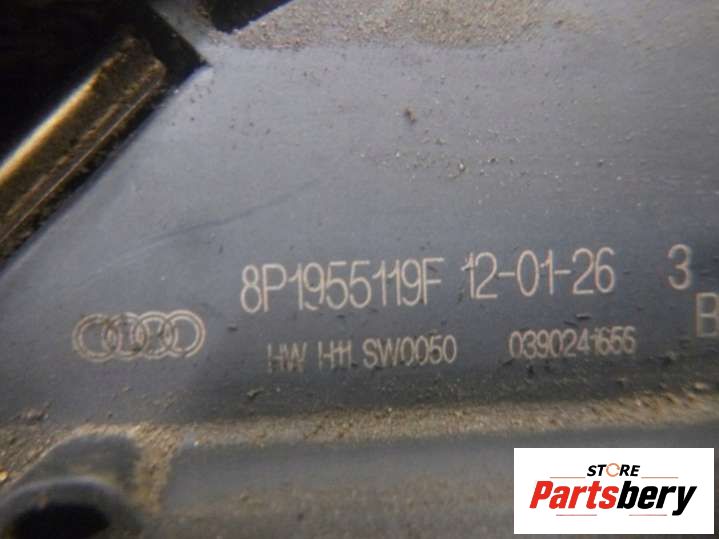 8P1955119F 12-01-26 3
HW H11 SW0050 0390241656 B
STORE
Partsbery